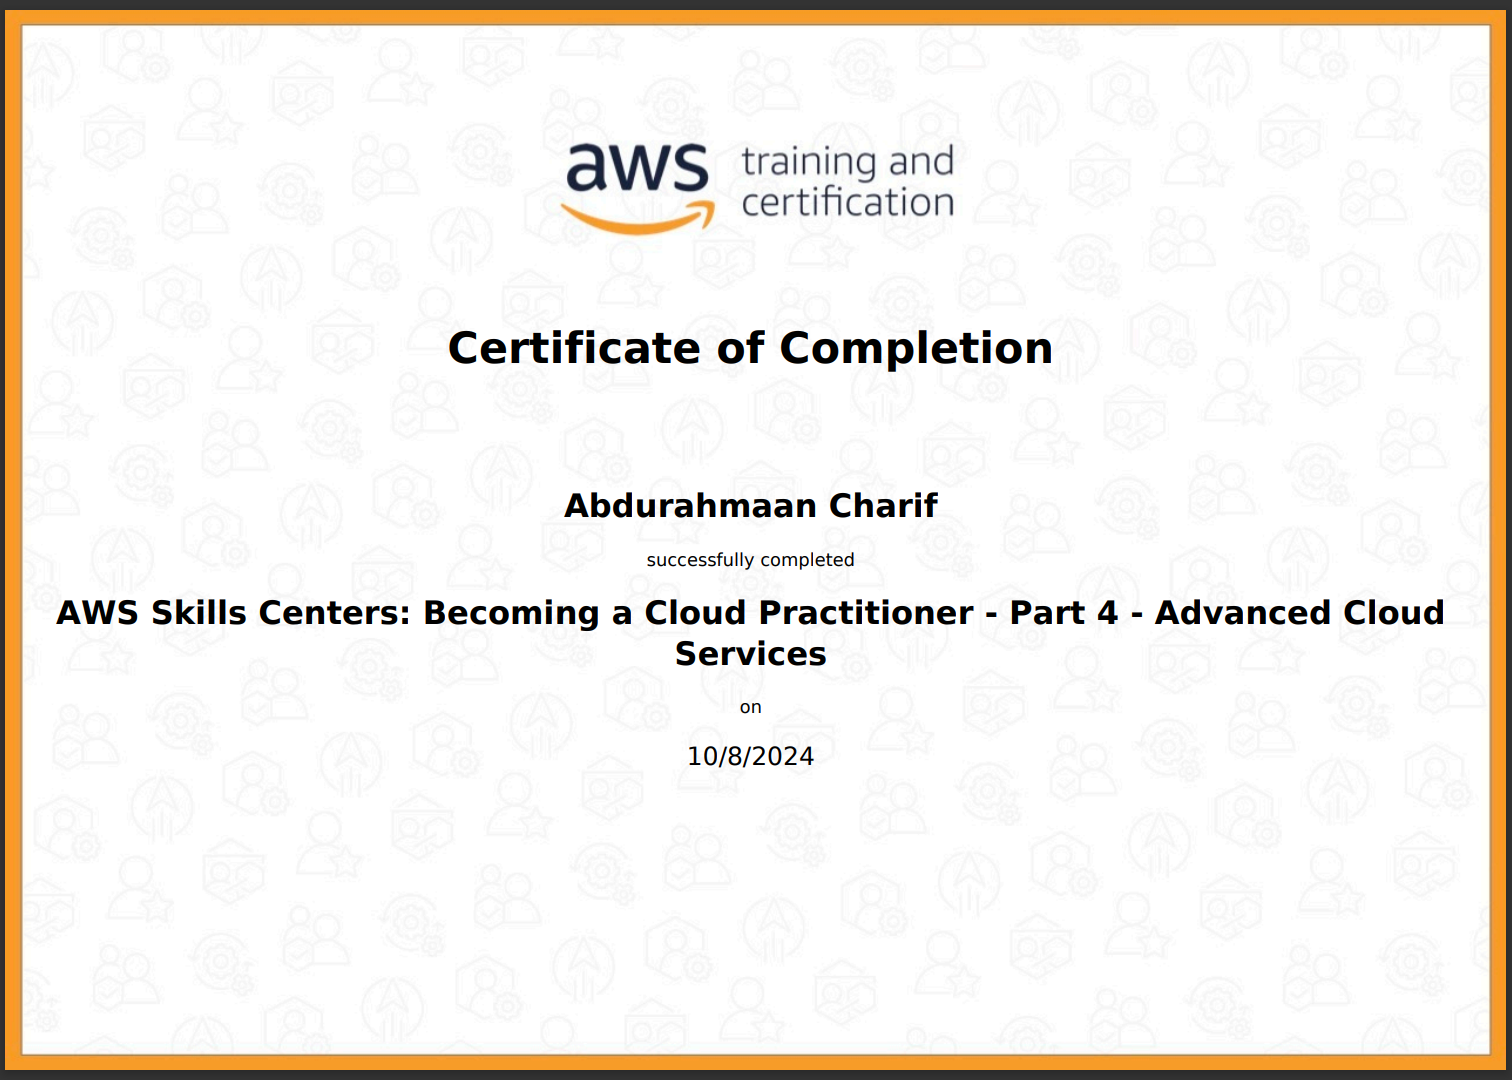 aws training and
certification
Certificate of Completion
Abdurahmaan Charif
successfully completed
AWS Skills Centers: Becoming a Cloud Practitioner - Part 4 - Advanced Cloud
Services
on
10/8/2024